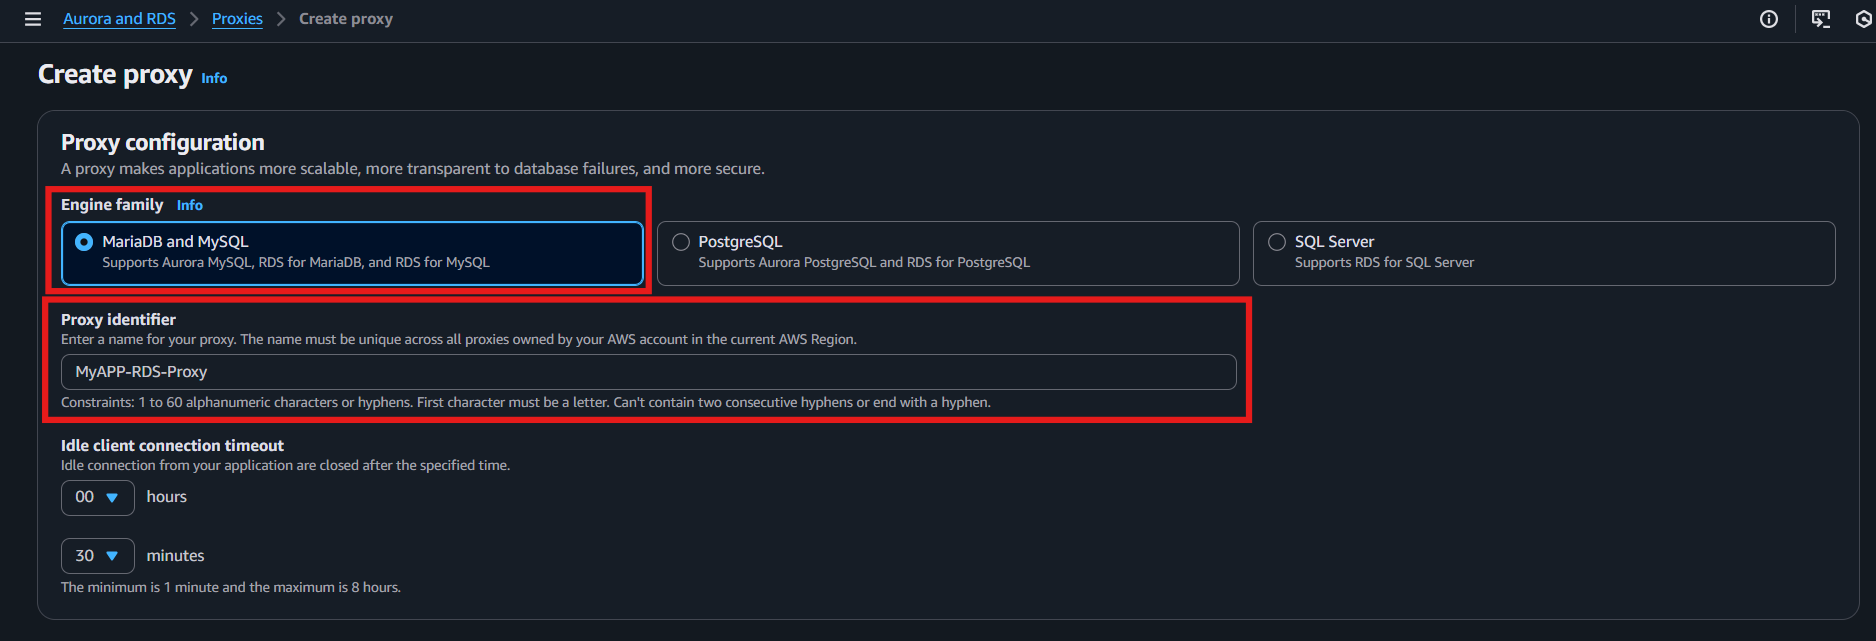 Aurora and RDS > Proxies > Create proxy
Create proxy Info
Proxy configuration
A proxy makes applications more scalable, more transparent to database failures, and more secure.
Engine family Info
MariaDB and MySQL
Supports Aurora MySQL, RDS for MariaDB, and RDS for MySQL
PostgreSQL
Supports Aurora PostgreSQL and RDS for PostgreSQL
SQL Server
Supports RDS for SQL Server
Proxy identifier
Enter a name for your proxy. The name must be unique across all proxies owned by your AWS account in the current AWS Region.
MyAPP-RDS-Proxy
Constraints: 1 to 60 alphanumeric characters or hyphens. First character must be a letter. Can't contain two consecutive hyphens or end with a hyphen.
Idle client connection timeout
Idle connection from your application are closed after the specified time.
00 hours
30 minutes
The minimum is 1 minute and the maximum is 8 hours.